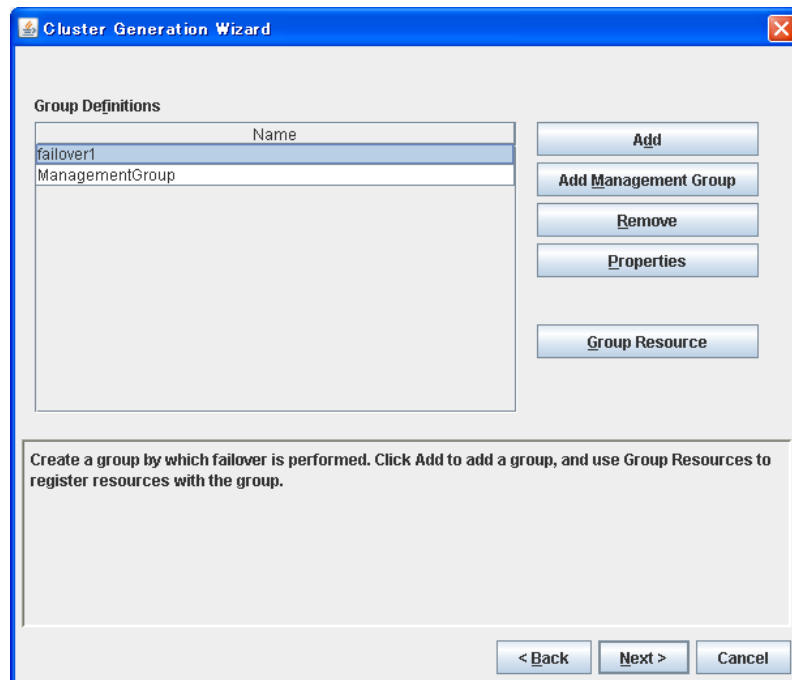 Cluster Generation Wizard
Group Definitions
Name
failover1
ManagementGroup
Add
Add Management Group
Remove
Properties
Group Resource
Create a group by which failover is performed. Click Add to add a group, and use Group Resources to
register resources with the group.
< Back
Next >
Cancel